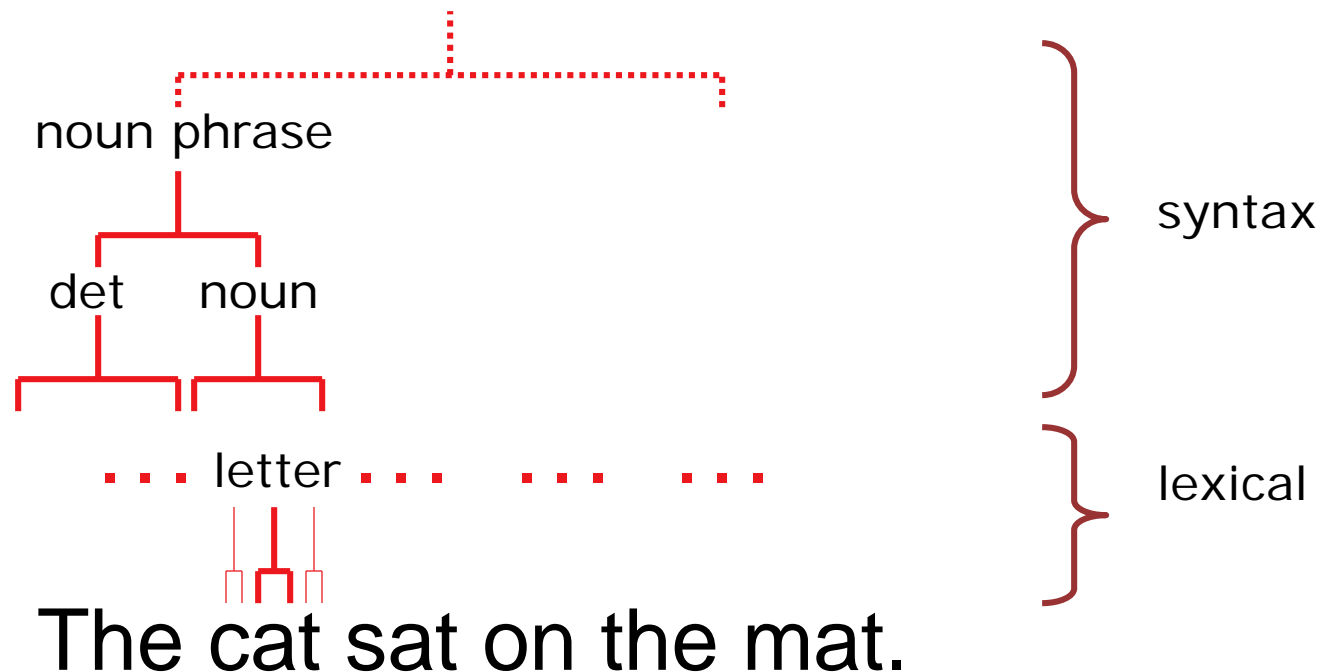 noun phrase
syntax
det noun
letter
lexical
The cat sat on the mat.